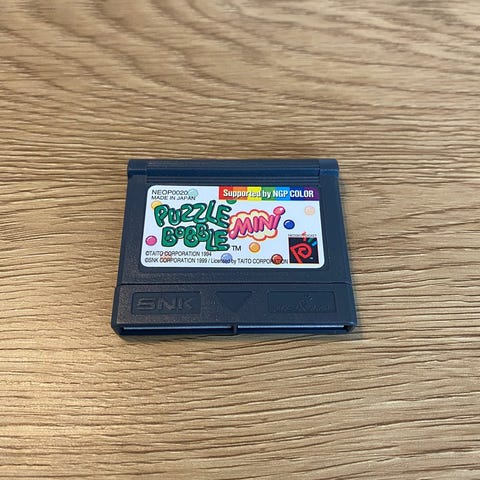 NEOP0020
MADE IN JAPAN
Supported by NGP COLOR
PUZZLE
BOBBLE
MINI
TM
©TAITO CORPORATION 1994
©SNK CORPORATION 1999 / Licensed by TAITO CORPORATION
SNK